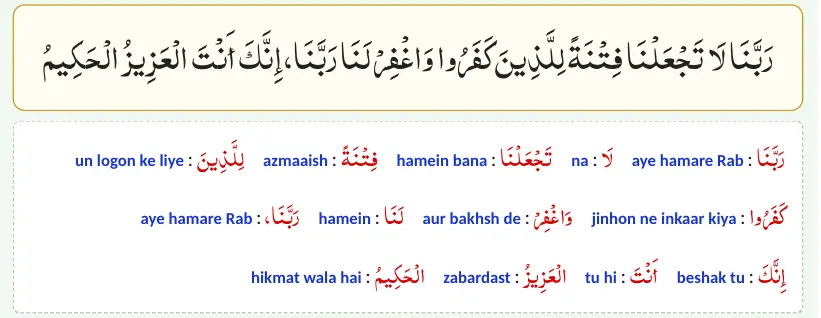 رَبَّنَا لَا تَجْعَلْنَا فِتْنَةً لِلَّذِينَ كَفَرُوا وَاغْفِرْ لَنَا رَبَّنَا، إِنَّكَ أَنْتَ الْعَزِيزُ الْحَكِيمُ
رَبَّنَا : aye hamare Rab لَا : na تَجْعَلْنَا : hamein bana فِتْنَةً : azmaaish لِلَّذِينَ : un logon ke liye
كَفَرُوا : jinhon ne inkaar kiya وَاغْفِرْ : aur bakhsh de لَنَا : hamein رَبَّنَا، : aye hamare Rab
إِنَّكَ : beshak tu أَنْتَ : tu hi الْعَزِيزُ : zabardast الْحَكِيمُ : hikmat wala hai